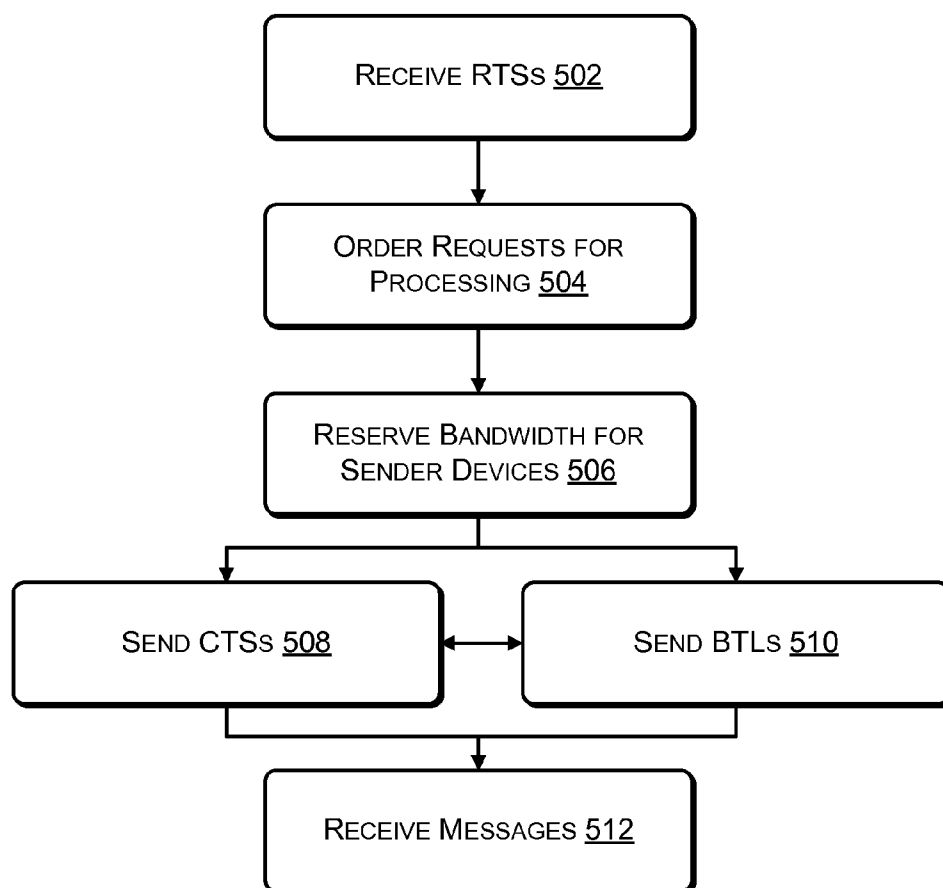 RECEIVE RTSS 502
ORDER REQUESTS FOR
PROCESSING 504
RESERVE BANDWIDTH FOR
SENDER DEVICES 506
SEND CTSS 508
SEND BTLS 510
RECEIVE MESSAGES 512